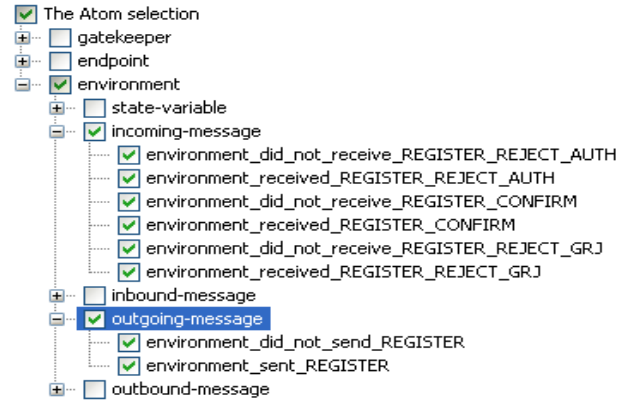 The Atom selection
gatekeeper
endpoint
environment
state-variable
incoming-message
environment_did_not_receive_REGISTER_REJECT_AUTH
environment_received_REGISTER_REJECT_AUTH
environment_did_not_receive_REGISTER_CONFIRM
environment_received_REGISTER_CONFIRM
environment_did_not_receive_REGISTER_REJECT_GRJ
environment_received_REGISTER_REJECT_GRJ
inbound-message
outgoing-message
environment_did_not_send_REGISTER
environment_sent_REGISTER
outbound-message